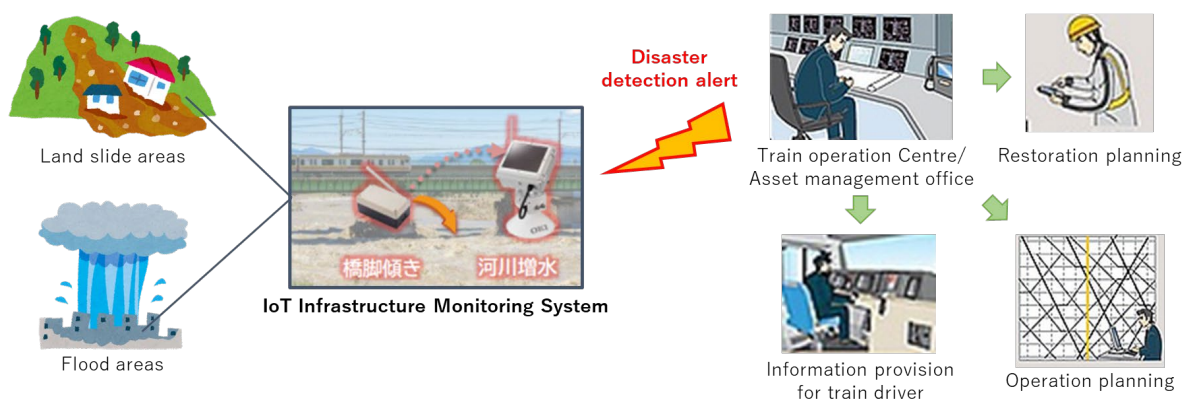 Land slide areas
Flood areas
橋脚傾き
河川増水
OKI
IoT Infrastructure Monitoring System
Disaster
detection alert
Train operation Centre/
Asset management office
Restoration planning
Information provision
for train driver
Operation planning